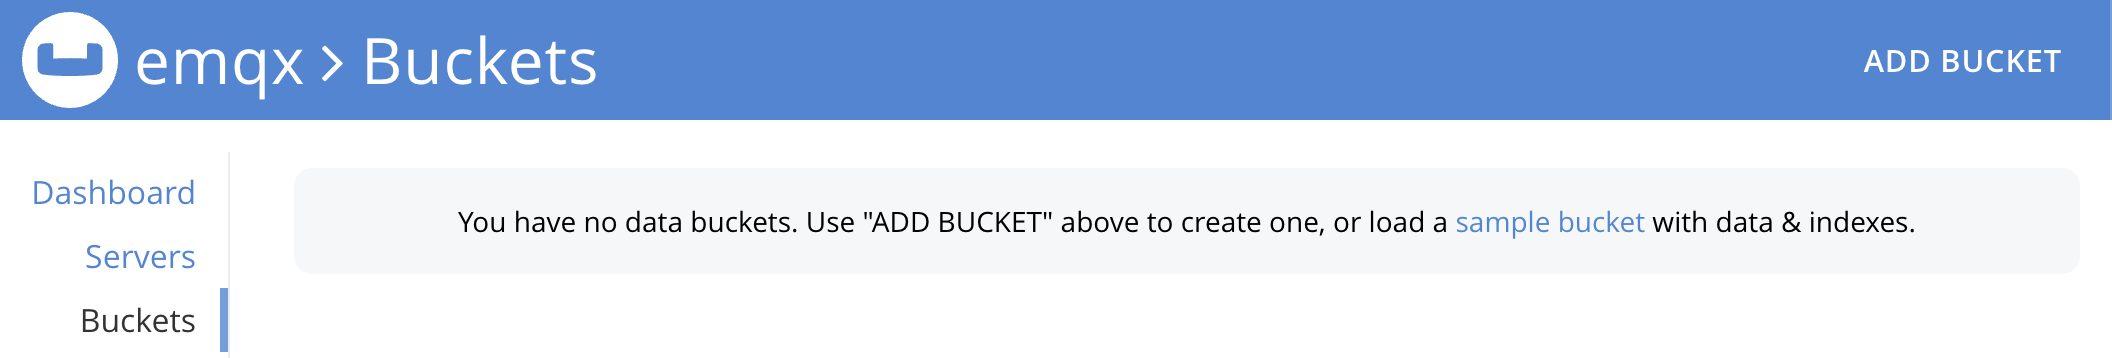 emqx > Buckets
ADD BUCKET
Dashboard
Servers
Buckets
You have no data buckets. Use "ADD BUCKET" above to create one, or load a sample bucket with data & indexes.